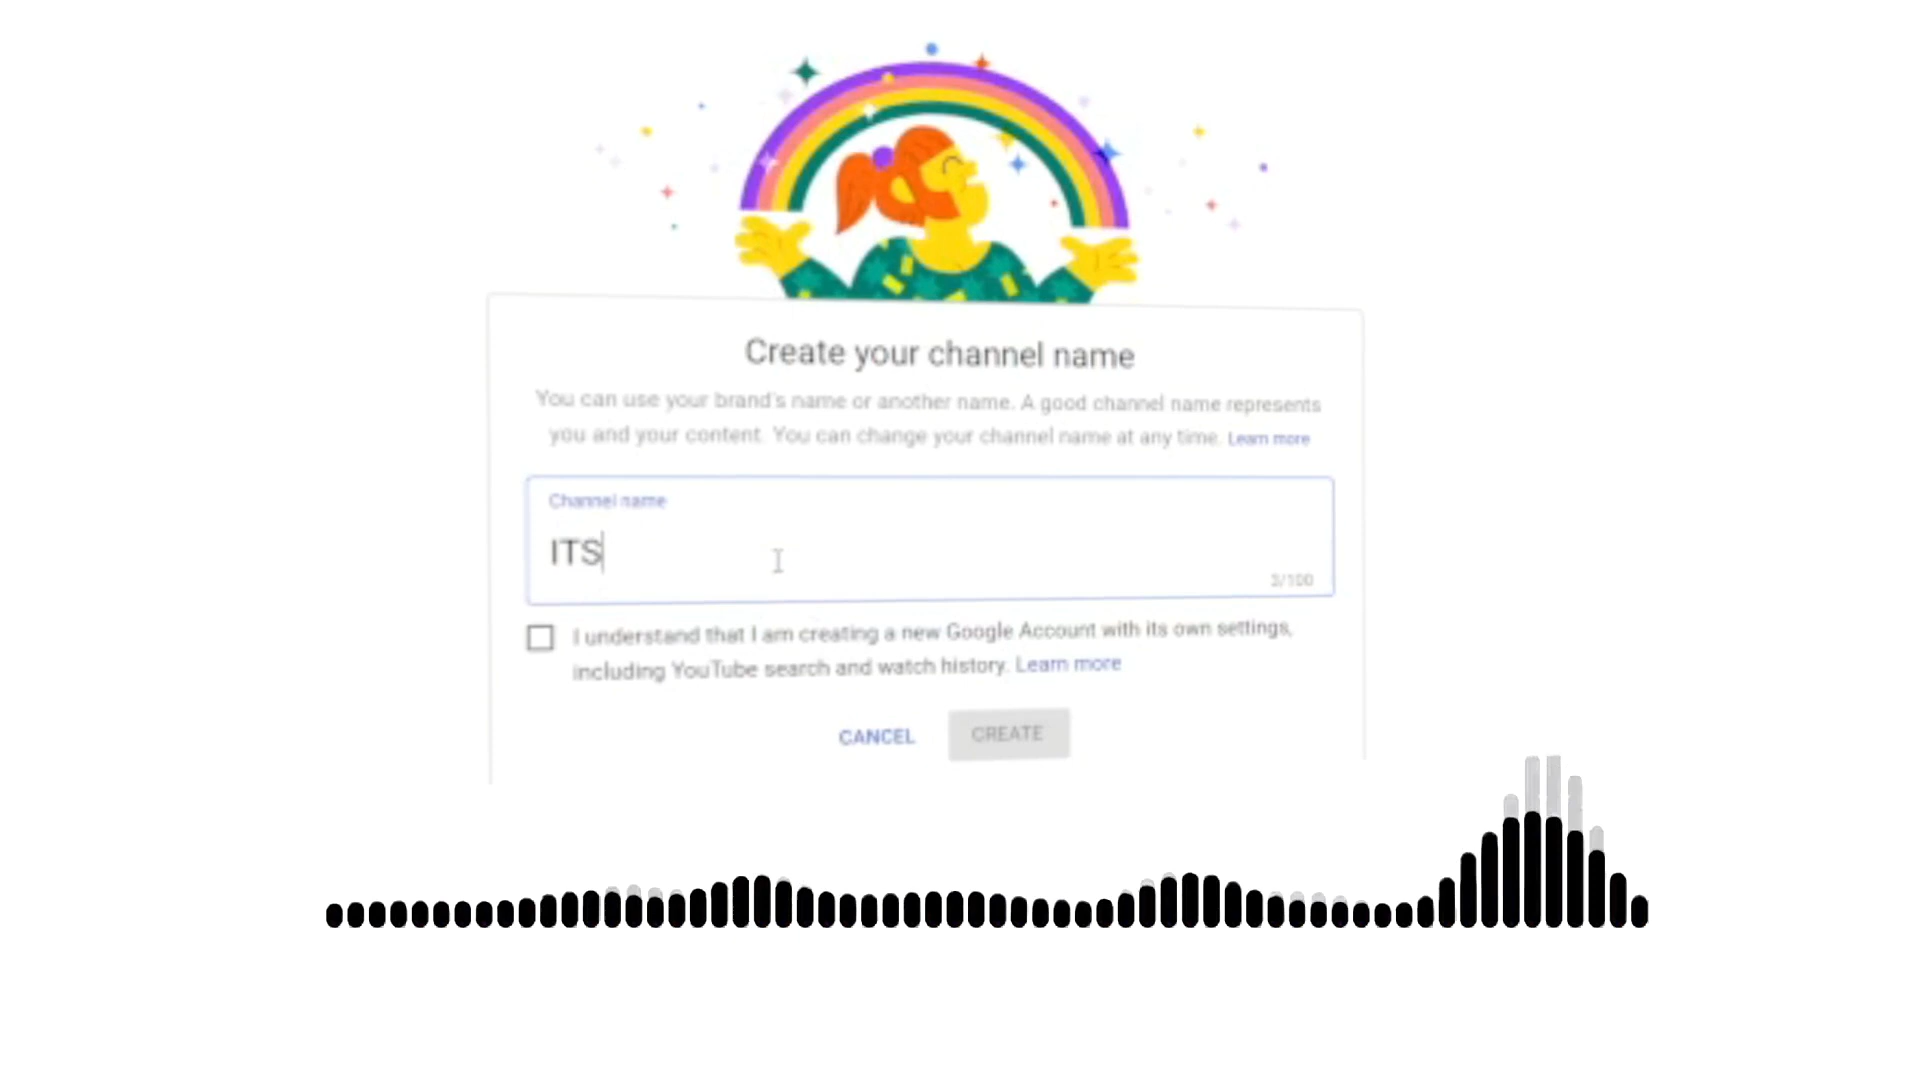 Create your channel name
You can use your brand's name or another name. A good channel name represents
you and your content. You can change your channel name at any time. Learn more
Channel name
ITS
3/100
I understand that I am creating a new Google Account with its own settings,
including YouTube search and watch history. Learn more
CANCEL CREATE